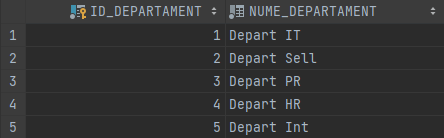 ID_DEPARTAMENT NUME_DEPARTAMENT
1 1 Depart IT
2 2 Depart Sell
3 3 Depart PR
4 4 Depart HR
5 5 Depart Int